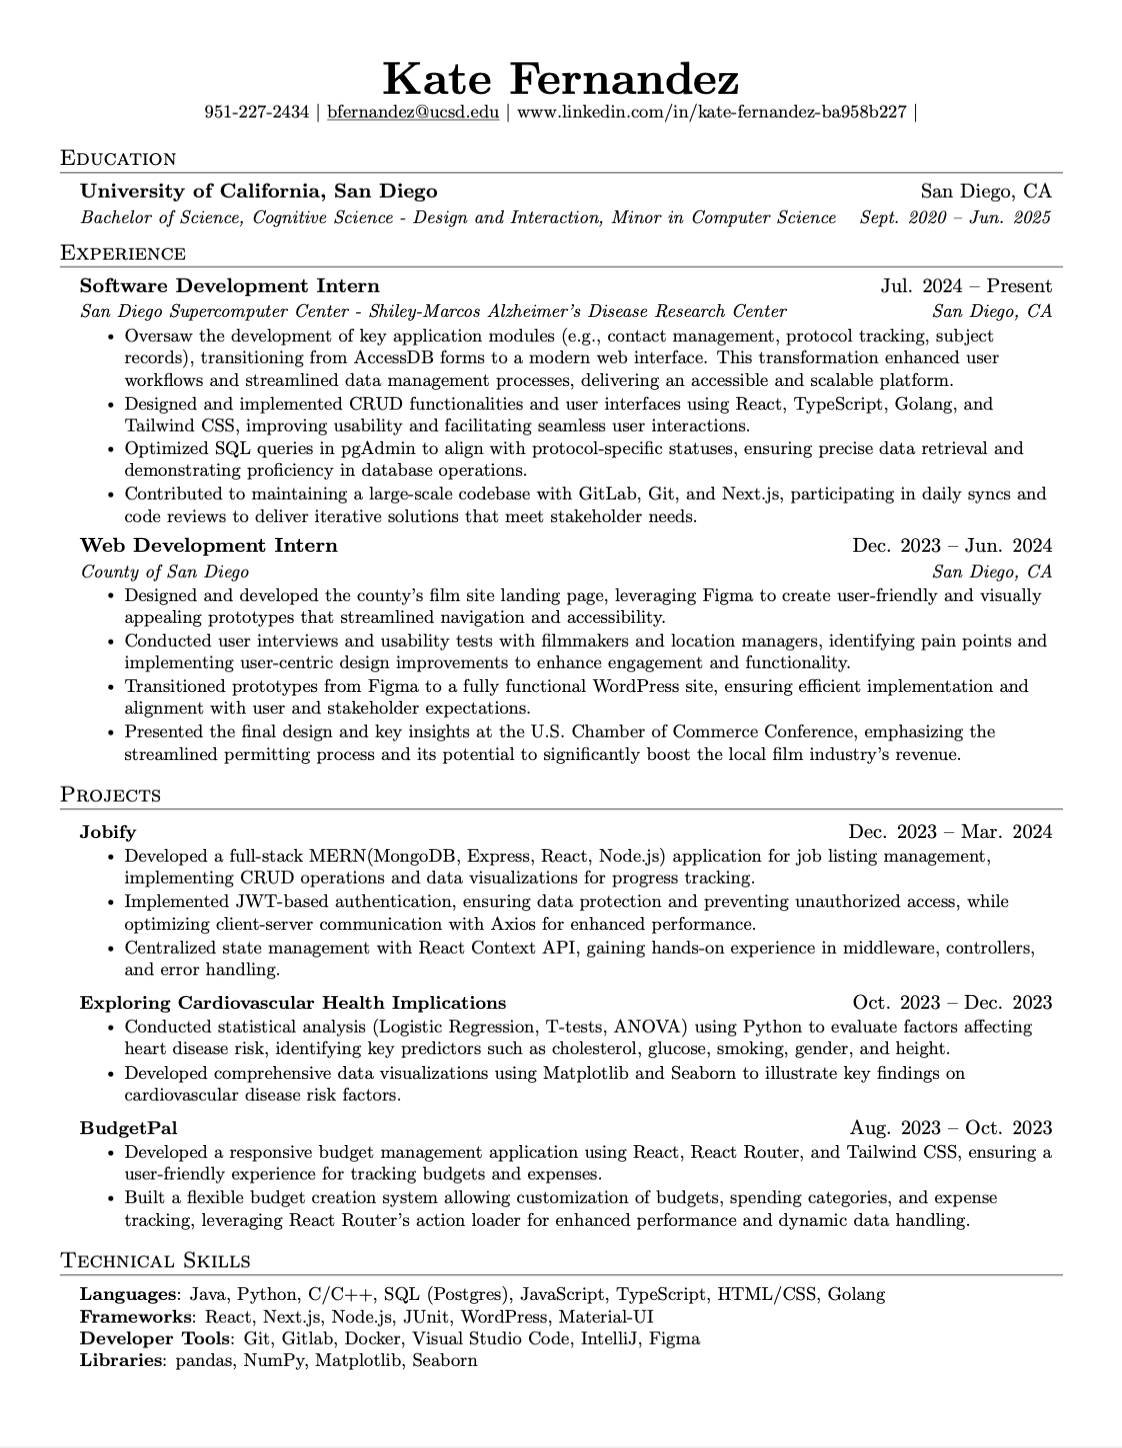 Kate Fernandez
951-227-2434 | bfernandez@ucsd.edu | www.linkedin.com/in/kate-fernandez-ba958b227 |
Education
University of California, San Diego San Diego, CA
Bachelor of Science, Cognitive Science - Design and Interaction, Minor in Computer Science Sept. 2020 – Jun. 2025
Experience
Software Development Intern Jul. 2024 – Present
San Diego Supercomputer Center - Shiley-Marcos Alzheimer's Disease Research Center San Diego, CA
• Oversaw the development of key application modules (e.g., contact management, protocol tracking, subject
records), transitioning from AccessDB forms to a modern web interface. This transformation enhanced user
workflows and streamlined data management processes, delivering an accessible and scalable platform.
• Designed and implemented CRUD functionalities and user interfaces using React, TypeScript, Golang, and
Tailwind CSS, improving usability and facilitating seamless user interactions.
• Optimized SQL queries in pgAdmin to align with protocol-specific statuses, ensuring precise data retrieval and
demonstrating proficiency in database operations.
• Contributed to maintaining a large-scale codebase with GitLab, Git, and Next.js, participating in daily syncs and
code reviews to deliver iterative solutions that meet stakeholder needs.
Web Development Intern Dec. 2023 – Jun. 2024
County of San Diego San Diego, CA
• Designed and developed the county's film site landing page, leveraging Figma to create user-friendly and visually
appealing prototypes that streamlined navigation and accessibility.
• Conducted user interviews and usability tests with filmmakers and location managers, identifying pain points and
implementing user-centric design improvements to enhance engagement and functionality.
• Transitioned prototypes from Figma to a fully functional WordPress site, ensuring efficient implementation and
alignment with user and stakeholder expectations.
• Presented the final design and key insights at the U.S. Chamber of Commerce Conference, emphasizing the
streamlined permitting process and its potential to significantly boost the local film industry's revenue.
Projects
Jobify Dec. 2023 – Mar. 2024
• Developed a full-stack MERN(MongoDB, Express, React, Node.js) application for job listing management,
implementing CRUD operations and data visualizations for progress tracking.
• Implemented JWT-based authentication, ensuring data protection and preventing unauthorized access, while
optimizing client-server communication with Axios for enhanced performance.
• Centralized state management with React Context API, gaining hands-on experience in middleware, controllers,
and error handling.
Exploring Cardiovascular Health Implications Oct. 2023 – Dec. 2023
• Conducted statistical analysis (Logistic Regression, T-tests, ANOVA) using Python to evaluate factors affecting
heart disease risk, identifying key predictors such as cholesterol, glucose, smoking, gender, and height.
• Developed comprehensive data visualizations using Matplotlib and Seaborn to illustrate key findings on
cardiovascular disease risk factors.
BudgetPal Aug. 2023 – Oct. 2023
• Developed a responsive budget management application using React, React Router, and Tailwind CSS, ensuring a
user-friendly experience for tracking budgets and expenses.
• Built a flexible budget creation system allowing customization of budgets, spending categories, and expense
tracking, leveraging React Router's action loader for enhanced performance and dynamic data handling.
Technical Skills
Languages: Java, Python, C/C++, SQL (Postgres), JavaScript, TypeScript, HTML/CSS, Golang
Frameworks: React, Next.js, Node.js, JUnit, WordPress, Material-UI
Developer Tools: Git, Gitlab, Docker, Visual Studio Code, IntelliJ, Figma
Libraries: pandas, NumPy, Matplotlib, Seaborn